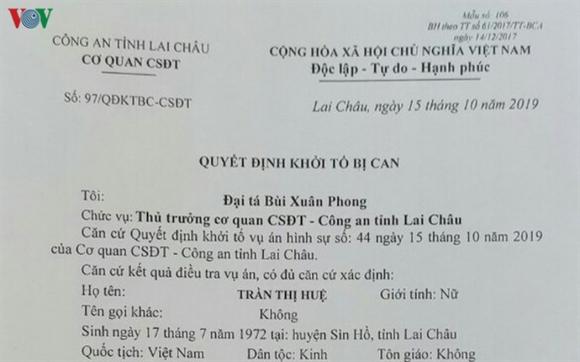 VOV
Mẫu số 106
BH theo TT số 61/2017/TT-BCA
ngày 14/12/2017
CÔNG AN TỈNH LAI CHÂU
CƠ QUAN CSĐT
CỘNG HÒA XÃ HỘI CHỦ NGHĨA VIỆT NAM
Độc lập - Tự do - Hạnh phúc
Số: 97/QĐKTBC-CSĐT
Lai Châu, ngày 15 tháng 10 năm 2019
QUYẾT ĐỊNH KHỞI TỐ BỊ CAN
Tôi: Đại tá Bùi Xuân Phong
Chức vụ: Thủ trưởng cơ quan CSĐT - Công an tỉnh Lai Châu
Căn cứ Quyết định khởi tố vụ án hình sự số: 44 ngày 15 tháng 10 năm 2019
của Cơ quan CSĐT - Công an tỉnh Lai Châu.
Căn cứ kết quả điều tra vụ án, có đủ căn cứ xác định:
Họ tên: TRẦN THỊ HUỆ Giới tính: Nữ
Tên gọi khác: Không
Sinh ngày 17 tháng 7 năm 1972 tại: huyện Sìn Hồ, tỉnh Lai Châu
Quốc tịch: Việt Nam Dân tộc: Kinh Tôn giáo: Không